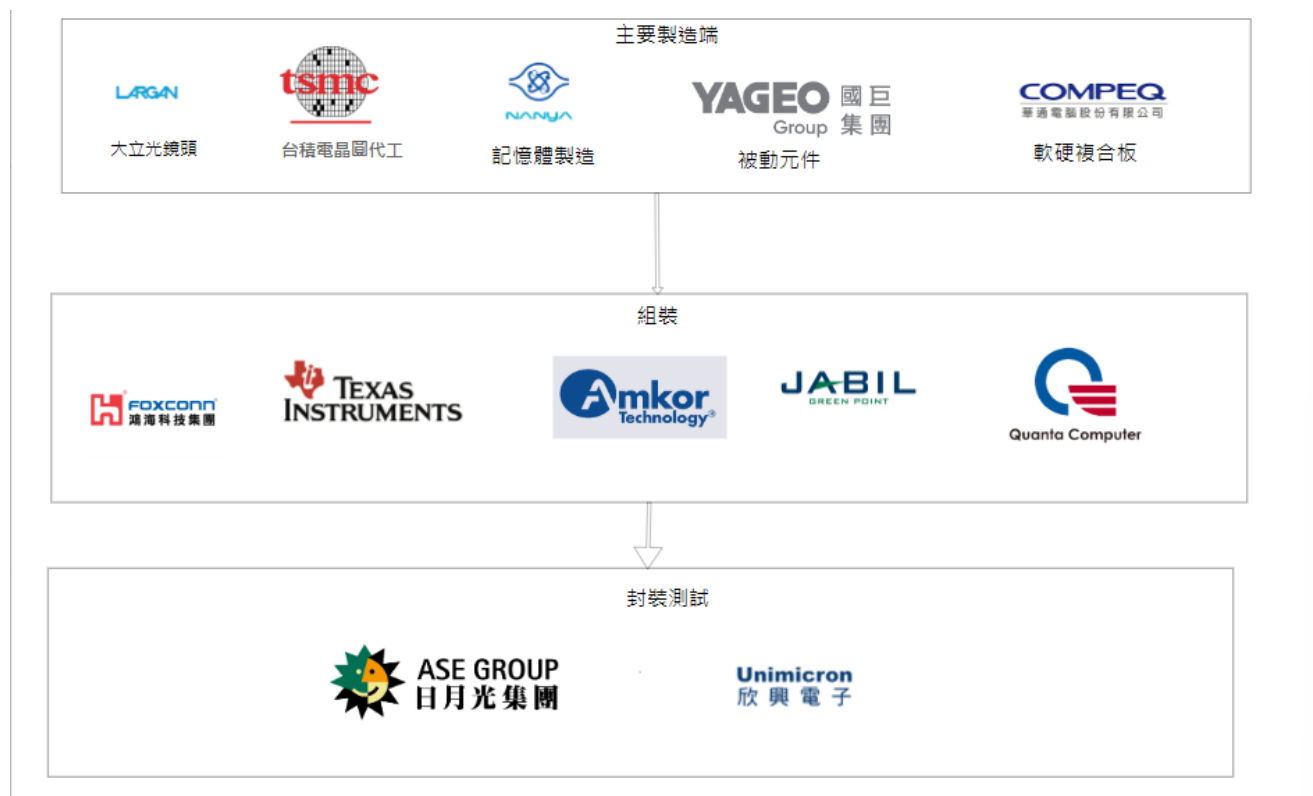 主要製造端
LARGAN
tsmc
NANYA
YAGEO 國巨
Group 集團
COMPEQ
華通電腦股份有限公司
大立光鏡頭
台積電晶圓代工
記憶體製造
被動元件
軟硬複合板
組裝
FOXCONN®
鴻海科技集團
TEXAS
INSTRUMENTS
Amkor
Technology®
JABIL
GREEN POINT
Quanta Computer
封裝測試
ASE GROUP
日月光集團
Unimicron
欣興電子